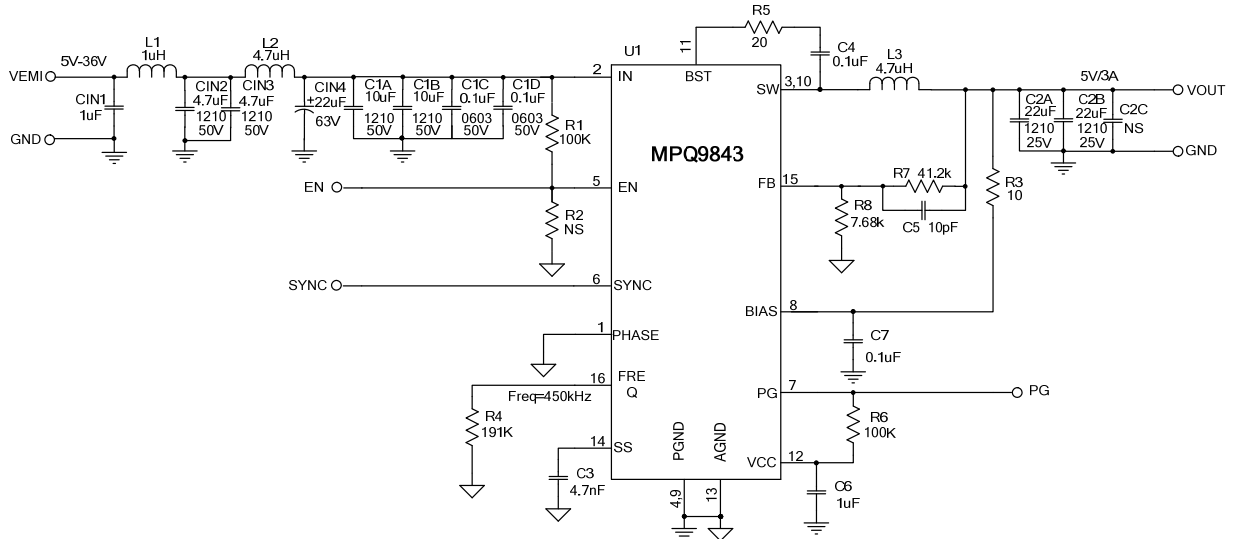 U1
R5
20
11
C4
0.1uF
BST
5V-36V
L1
1uH
L2
4.7uH
VEMI
2
IN
SW
3,10
L3
4.7uH
5V/3A
VOUT
CIN1
1uF
CIN2
4.7uF
1210
50V
CIN3
4.7uF
1210
50V
CIN4
+
22uF
63V
C1A
10uF
1210
50V
C1B
10uF
1210
50V
C1C
0.1uF
0603
50V
C1D
0.1uF
0603
50V
C2A
22uF
1210
25V
C2B
22uF
1210
25V
C2C
NS
GND
R1
100K
GND
MPQ9843
EN
5
EN
FB
15
R7
41.2k
R3
10
R2
NS
R8
7.68k
C5
10pF
SYNC
6
SYNC
BIAS
8
1
PHASE
C7
0.1uF
16
FRE
Q
Freq=450kHz
PG
7
PG
R4
191K
R6
100K
14
SS
PGND
AGND
VCC
12
C3
4.7nF
4,9
13
C6
1uF